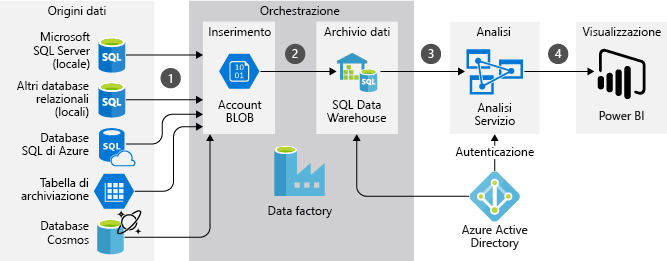 Origini dati
Microsoft
SQL Server
(locale)
SQL
Altri database
relazionali
(locali)
SQL
Database
SQL di Azure
SQL
Tabella di
archiviazione
Database
Cosmos
1
Orchestrazione
Inserimento
10
01
Account
BLOB
2
Archivio dati
SQL
SQL Data
Warehouse
Data factory
3
Analisi
Analisi
Servizio
Autenticazione
Azure Active
Directory
4
Visualizzazione
Power BI